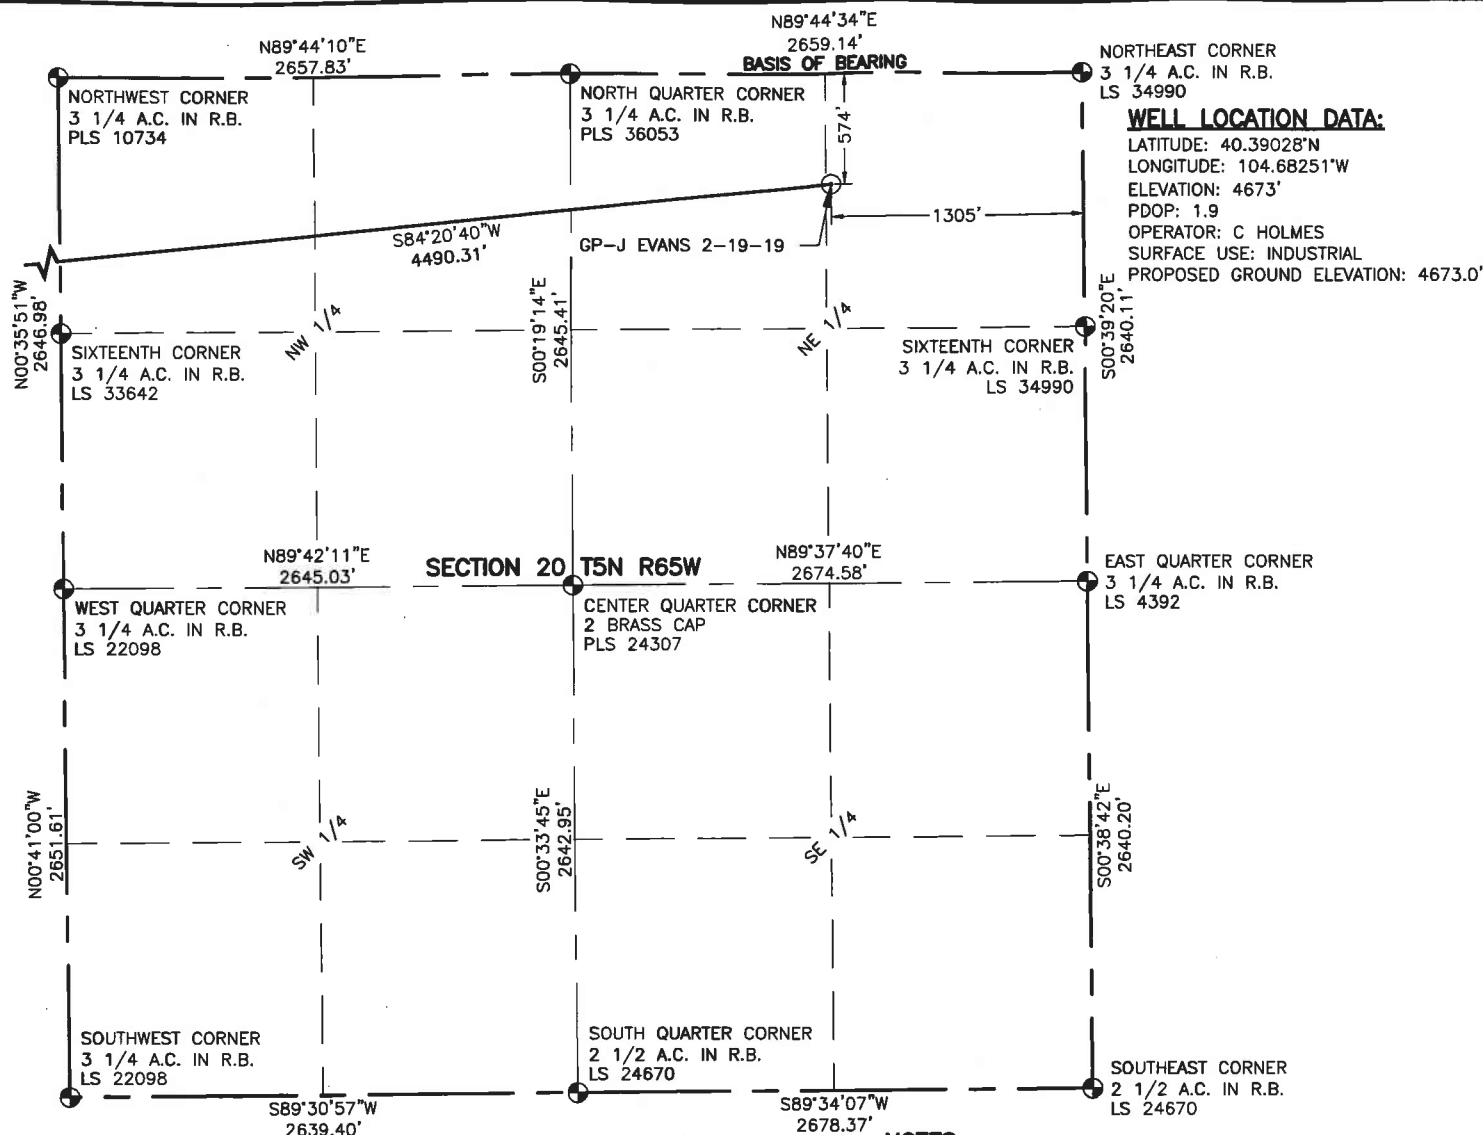 N89°44'10"E
2657.83'
N89°44'34"E
2659.14'
BASIS OF BEARING
NORTHWEST CORNER
3 1/4 A.C. IN R.B.
PLS 10734
NORTH QUARTER CORNER
3 1/4 A.C. IN R.B.
PLS 36053
NORTHEAST CORNER
3 1/4 A.C. IN R.B.
LS 34990
WELL LOCATION DATA:
LATITUDE: 40.39028°N
LONGITUDE: 104.68251°W
ELEVATION: 4673'
PDOP: 1.9
OPERATOR: C HOLMES
SURFACE USE: INDUSTRIAL
PROPOSED GROUND ELEVATION: 4673.0'
574'
1305'
S84°20'40"W
4490.31'
GP-J EVANS 2-19-19
N00°35'51"W
2646.98'
SIXTEENTH CORNER
3 1/4 A.C. IN R.B.
LS 33642
NW 1/4
S00°19'14"E
2645.41'
NE 1/4
SIXTEENTH CORNER
3 1/4 A.C. IN R.B.
LS 34990
S00°39'20"E
2640.11'
N89°42'11"E
2645.03'
SECTION 20 T5N R65W
N89°37'40"E
2674.58'
WEST QUARTER CORNER
3 1/4 A.C. IN R.B.
LS 22098
CENTER QUARTER CORNER
2 BRASS CAP
PLS 24307
EAST QUARTER CORNER
3 1/4 A.C. IN R.B.
LS 4392
N00°41'00"W
2651.61'
SW 1/4
S00°33'45"E
2642.95'
SE 1/4
S00°38'42"E
2640.20'
SOUTHWEST CORNER
3 1/4 A.C. IN R.B.
LS 22098
SOUTH QUARTER CORNER
2 1/2 A.C. IN R.B.
LS 24670
SOUTHEAST CORNER
2 1/2 A.C. IN R.B.
LS 24670
S89°30'57"W
2639.40'
S89°34'07"W
2678.37'